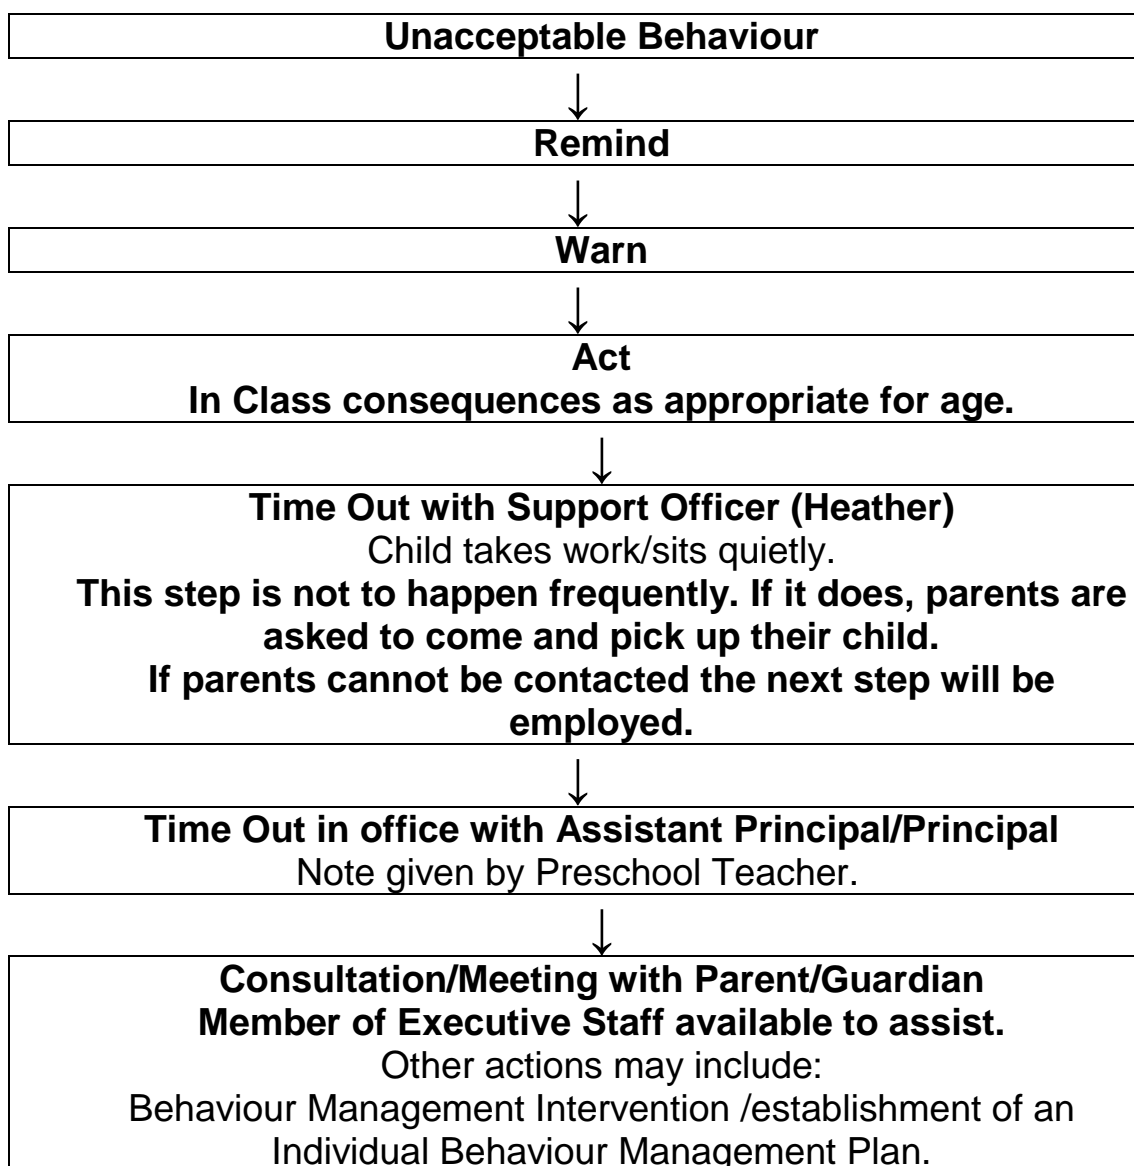 Unacceptable Behaviour
↓
Remind
↓
Warn
↓
Act
In Class consequences as appropriate for age.
↓
Time Out with Support Officer (Heather)
Child takes work/sits quietly.
This step is not to happen frequently. If it does, parents are
asked to come and pick up their child.
If parents cannot be contacted the next step will be
employed.
↓
Time Out in office with Assistant Principal/Principal
Note given by Preschool Teacher.
↓
Consultation/Meeting with Parent/Guardian
Member of Executive Staff available to assist.
Other actions may include:
Behaviour Management Intervention /establishment of an
Individual Behaviour Management Plan.